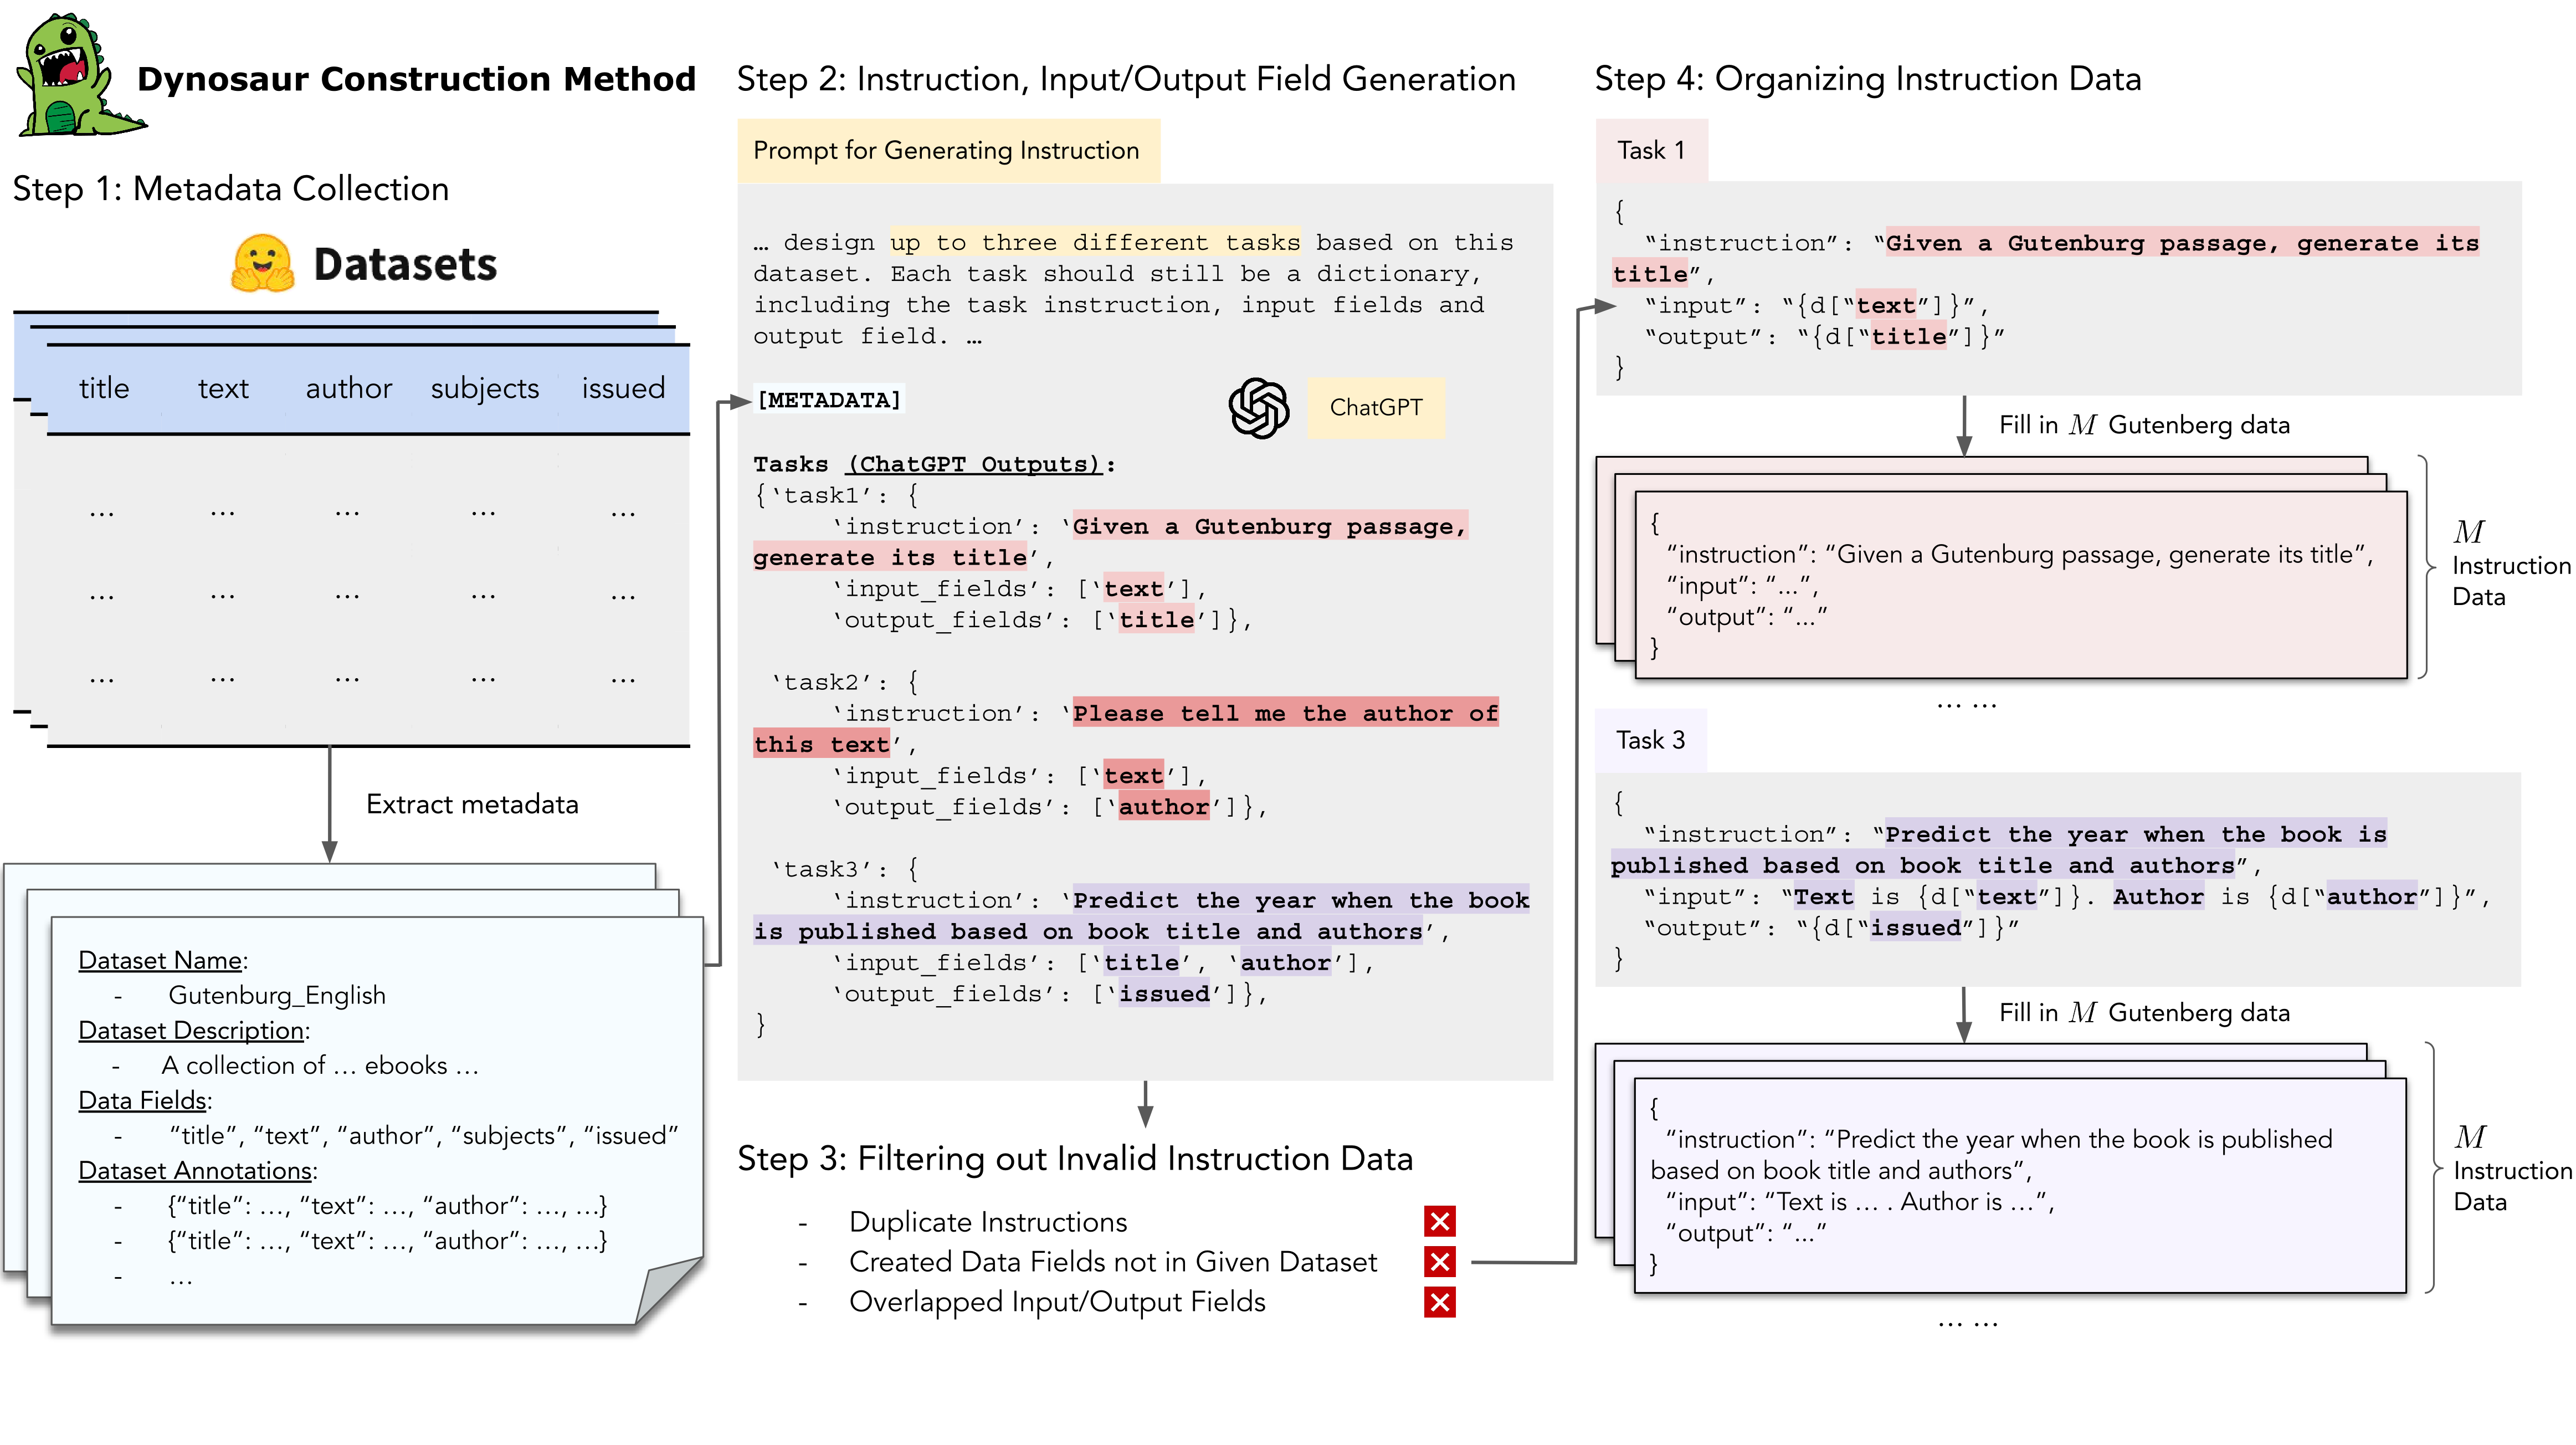 Dynosaur Construction Method
Step 1: Metadata Collection
Datasets
title text author subjects issued
... ... ... ... ...
... ... ... ... ...
... ... ... ... ...
Extract metadata
Dataset Name:
- Gutenburg_English
Dataset Description:
- A collection of ... ebooks ...
Data Fields:
- “title”, “text”, “author”, “subjects”, “issued”
Dataset Annotations:
- {“title”: ..., “text”: ..., “author”: ..., ...}
- {“title”: ..., “text”: ..., “author”: ..., ...}
- ...
Step 2: Instruction, Input/Output Field Generation
Prompt for Generating Instruction
… design up to three different tasks based on this
dataset. Each task should still be a dictionary,
including the task instruction, input fields and
output field. …
[METADATA]
ChatGPT
Tasks (ChatGPT Outputs):
{‘task1’: {
‘instruction’: ‘Given a Gutenburg passage,
generate its title’,
‘input_fields’: [‘text’],
‘output_fields’: [‘title’]},
‘task2’: {
‘instruction’: ‘Please tell me the author of
this text’,
‘input_fields’: [‘text’],
‘output_fields’: [‘author’]},
‘task3’: {
‘instruction’: ‘Predict the year when the book
is published based on book title and authors’,
‘input_fields’: [‘title’, ‘author’],
‘output_fields’: [‘issued’]},
}
Step 3: Filtering out Invalid Instruction Data
- Duplicate Instructions
- Created Data Fields not in Given Dataset
- Overlapped Input/Output Fields
Step 4: Organizing Instruction Data
Task 1
{
“instruction”: “Given a Gutenburg passage, generate its
title”,
“input”: “{d[“text”]}”,
“output”: “{d[“title”]}”
}
Fill in M Gutenberg data
{
“instruction”: “Given a Gutenburg passage, generate its title”,
“input”: “...”,
“output”: “...”
}
M
Instruction
Data
... ...
Task 3
{
“instruction”: “Predict the year when the book is
published based on book title and authors”,
“input”: “Text is {d[“text”]}. Author is {d[“author”]}”,
“output”: “{d[“issued”]}”
}
Fill in M Gutenberg data
{
“instruction”: “Predict the year when the book is published
based on book title and authors”,
“input”: “Text is ... . Author is ...”,
“output”: “...”
}
M
Instruction
Data
... ...